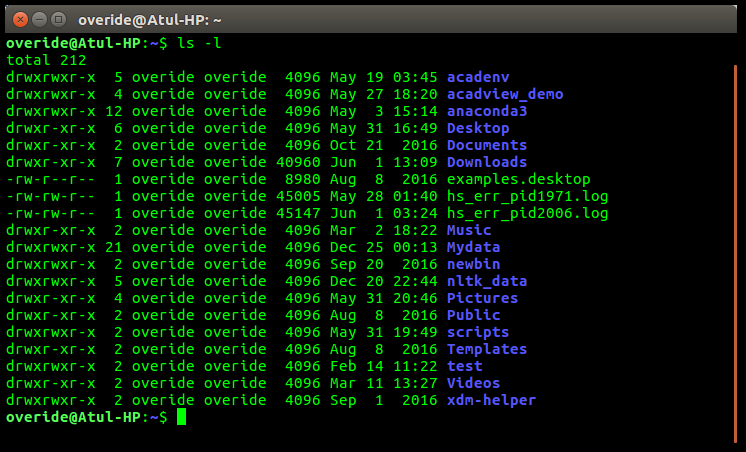 overide@Atul-HP: ~
overide@Atul-HP:~$ ls -l
total 212
drwxrwxr-x  5 overide overide  4096 May 19 03:45 acadenv
drwxrwxr-x  4 overide overide  4096 May 27 18:20 acadview_demo
drwxrwxr-x 12 overide overide  4096 May  3 15:14 anaconda3
drwxr-xr-x  6 overide overide  4096 May 31 16:49 Desktop
drwxr-xr-x  2 overide overide  4096 Oct 21  2016 Documents
drwxr-xr-x  7 overide overide 40960 Jun  1 13:09 Downloads
-rw-r--r--  1 overide overide  8980 Aug  8  2016 examples.desktop
-rw-rw-r--  1 overide overide 45005 May 28 01:40 hs_err_pid1971.log
-rw-rw-r--  1 overide overide 45147 Jun  1 03:24 hs_err_pid2006.log
drwxr-xr-x  2 overide overide  4096 Mar  2 18:22 Music
drwxrwxr-x 21 overide overide  4096 Dec 25 00:13 Mydata
drwxrwxr-x  2 overide overide  4096 Sep 20  2016 newbin
drwxrwxr-x  5 overide overide  4096 Dec 20 22:44 nltk_data
drwxr-xr-x  4 overide overide  4096 May 31 20:46 Pictures
drwxr-xr-x  2 overide overide  4096 Aug  8  2016 Public
drwxrwxr-x  2 overide overide  4096 May 31 19:49 scripts
drwxr-xr-x  2 overide overide  4096 Aug  8  2016 Templates
drwxrwxr-x  2 overide overide  4096 Feb 14 11:22 test
drwxr-xr-x  2 overide overide  4096 Mar 11 13:27 Videos
drwxrwxr-x  2 overide overide  4096 Sep  1  2016 xdm-helper
overide@Atul-HP:~$